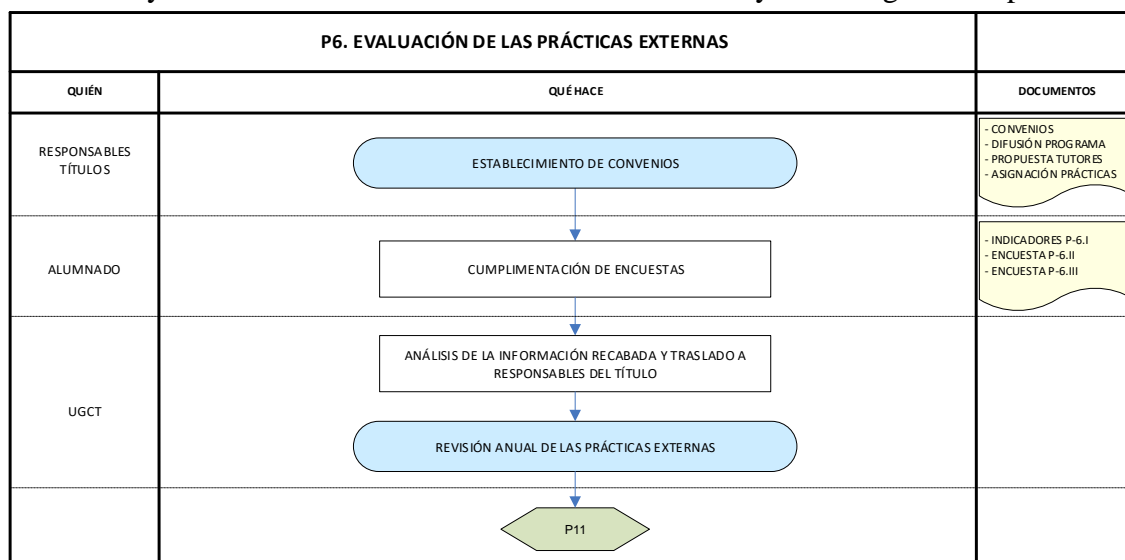 P6. EVALUACIÓN DE LAS PRÁCTICAS EXTERNAS
QUIÉN
QUÉ HACE
DOCUMENTOS
RESPONSABLES
TÍTULOS
ESTABLECIMIENTO DE CONVENIOS
- CONVENIOS
- DIFUSIÓN PROGRAMA
- PROPUESTA TUTORES
- ASIGNACIÓN PRÁCTICAS
ALUMNADO
CUMPLIMENTACIÓN DE ENCUESTAS
- INDICADORES P-6.I
- ENCUESTA P-6.II
- ENCUESTA P-6.III
UGCT
ANÁLISIS DE LA INFORMACIÓN RECABADA Y TRASLADO A
RESPONSABLES DEL TÍTULO
REVISIÓN ANUAL DE LAS PRÁCTICAS EXTERNAS
P11